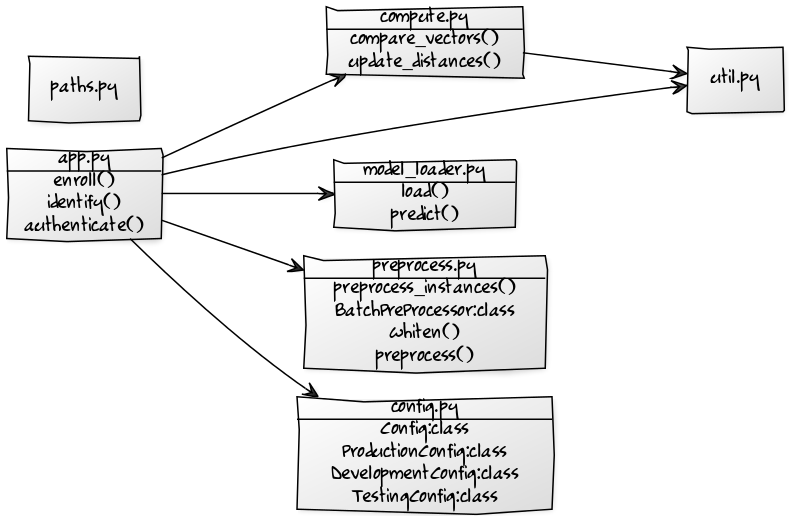 compute.py
compare_vectors()
update_distances()
paths.py
util.py
app.py
enroll()
identify()
authenticate()
model_loader.py
load()
predict()
preprocess.py
preprocess_instances()
BatchPreProcessor:class
whiten()
preprocess()
config.py
Config:class
ProductionConfig:class
DevelopmentConfig:class
TestingConfig:class